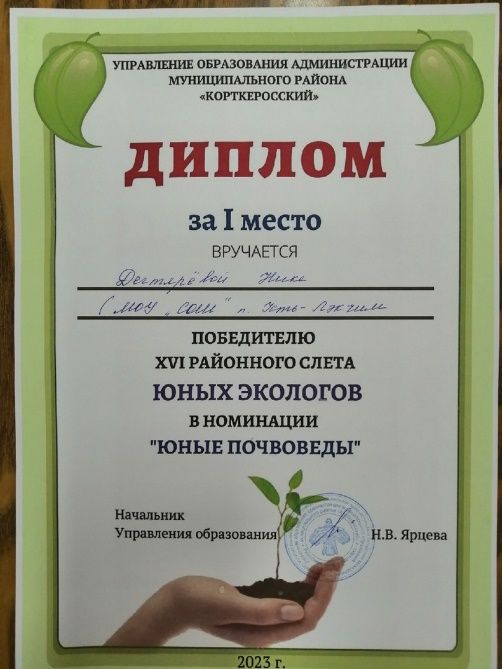 УПРАВЛЕНИЕ ОБРАЗОВАНИЯ АДМИНИСТРАЦИИ
МУНИЦИПАЛЬНОГО РАЙОНА
«КОРТКЕРОССКИЙ»
ДИПЛОМ
за I место
ВРУЧАЕТСЯ
Дегтярёвой Нике
(МОУ „СОШ" п. Усть-Лэкчим
ПОБЕДИТЕЛЮ
XVI РАЙОННОГО СЛЕТА
ЮНЫХ ЭКОЛОГОВ
В НОМИНАЦИИ
"ЮНЫЕ ПОЧВОВЕДЫ"
Начальник
Управления образования Н.В. Ярцева
2023 г.